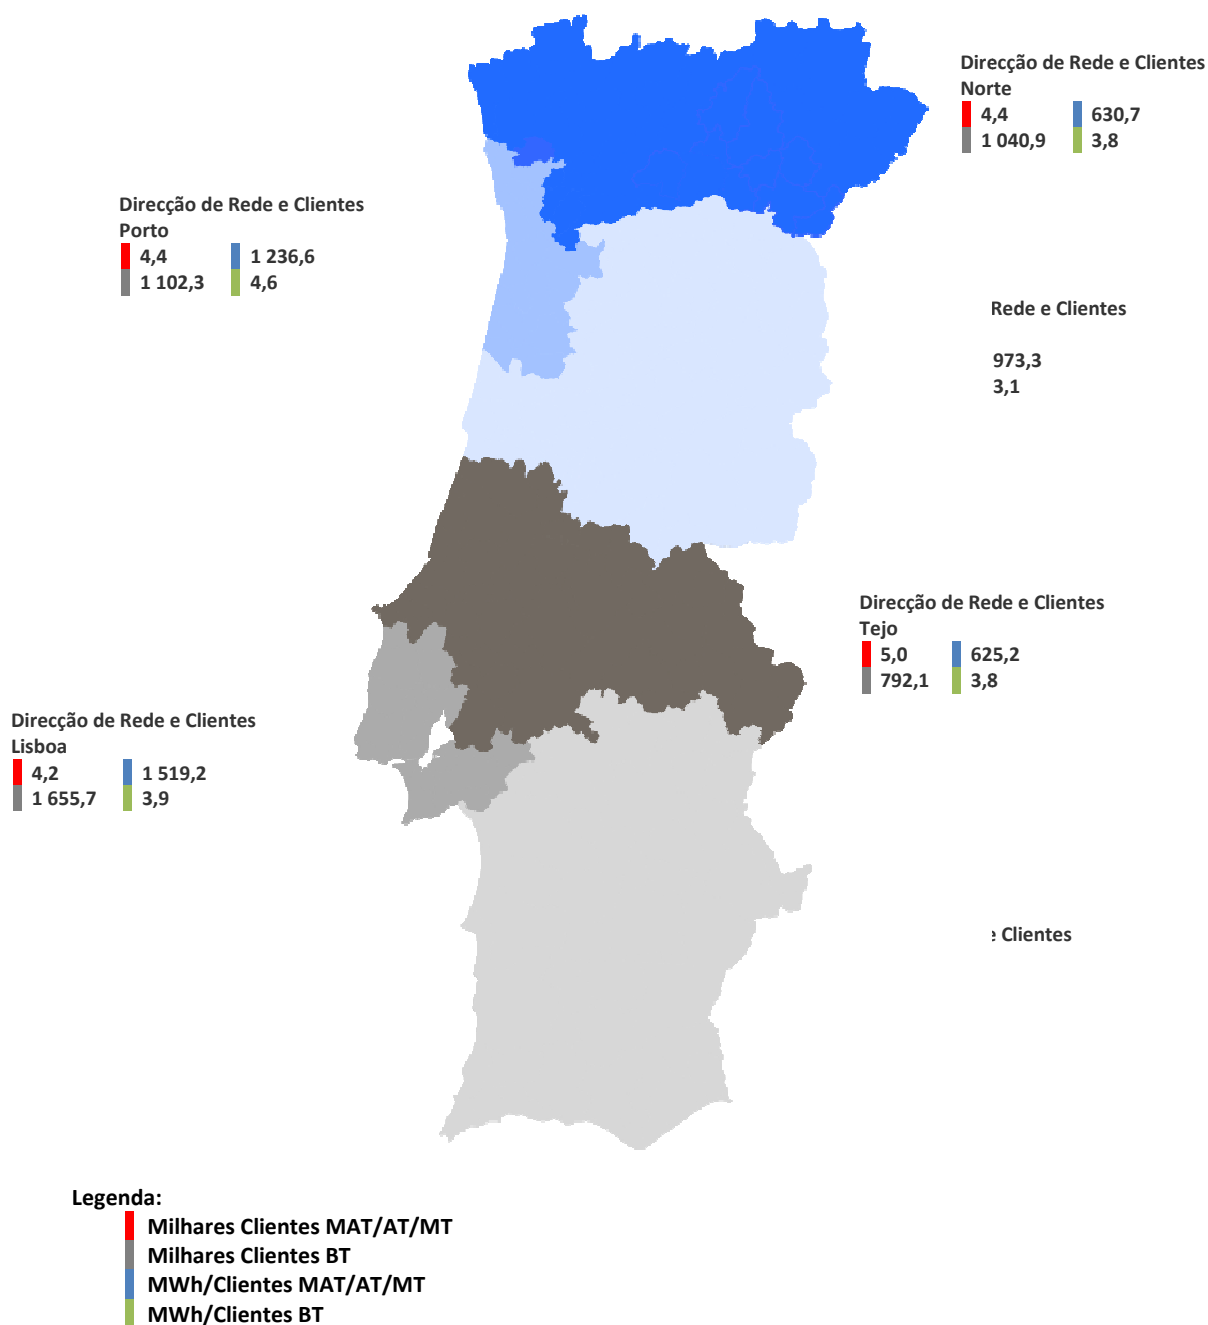 Direcção de Rede e Clientes
Norte
4,4 630,7
1 040,9 3,8
Direcção de Rede e Clientes
Porto
4,4 1 236,6
1 102,3 4,6
Rede e Clientes
973,3
3,1
Direcção de Rede e Clientes
Tejo
5,0 625,2
792,1 3,8
Direcção de Rede e Clientes
Lisboa
4,2 1 519,2
1 655,7 3,9
Clientes
Legenda:
Milhares Clientes MAT/AT/MT
Milhares Clientes BT
MWh/Clientes MAT/AT/MT
MWh/Clientes BT